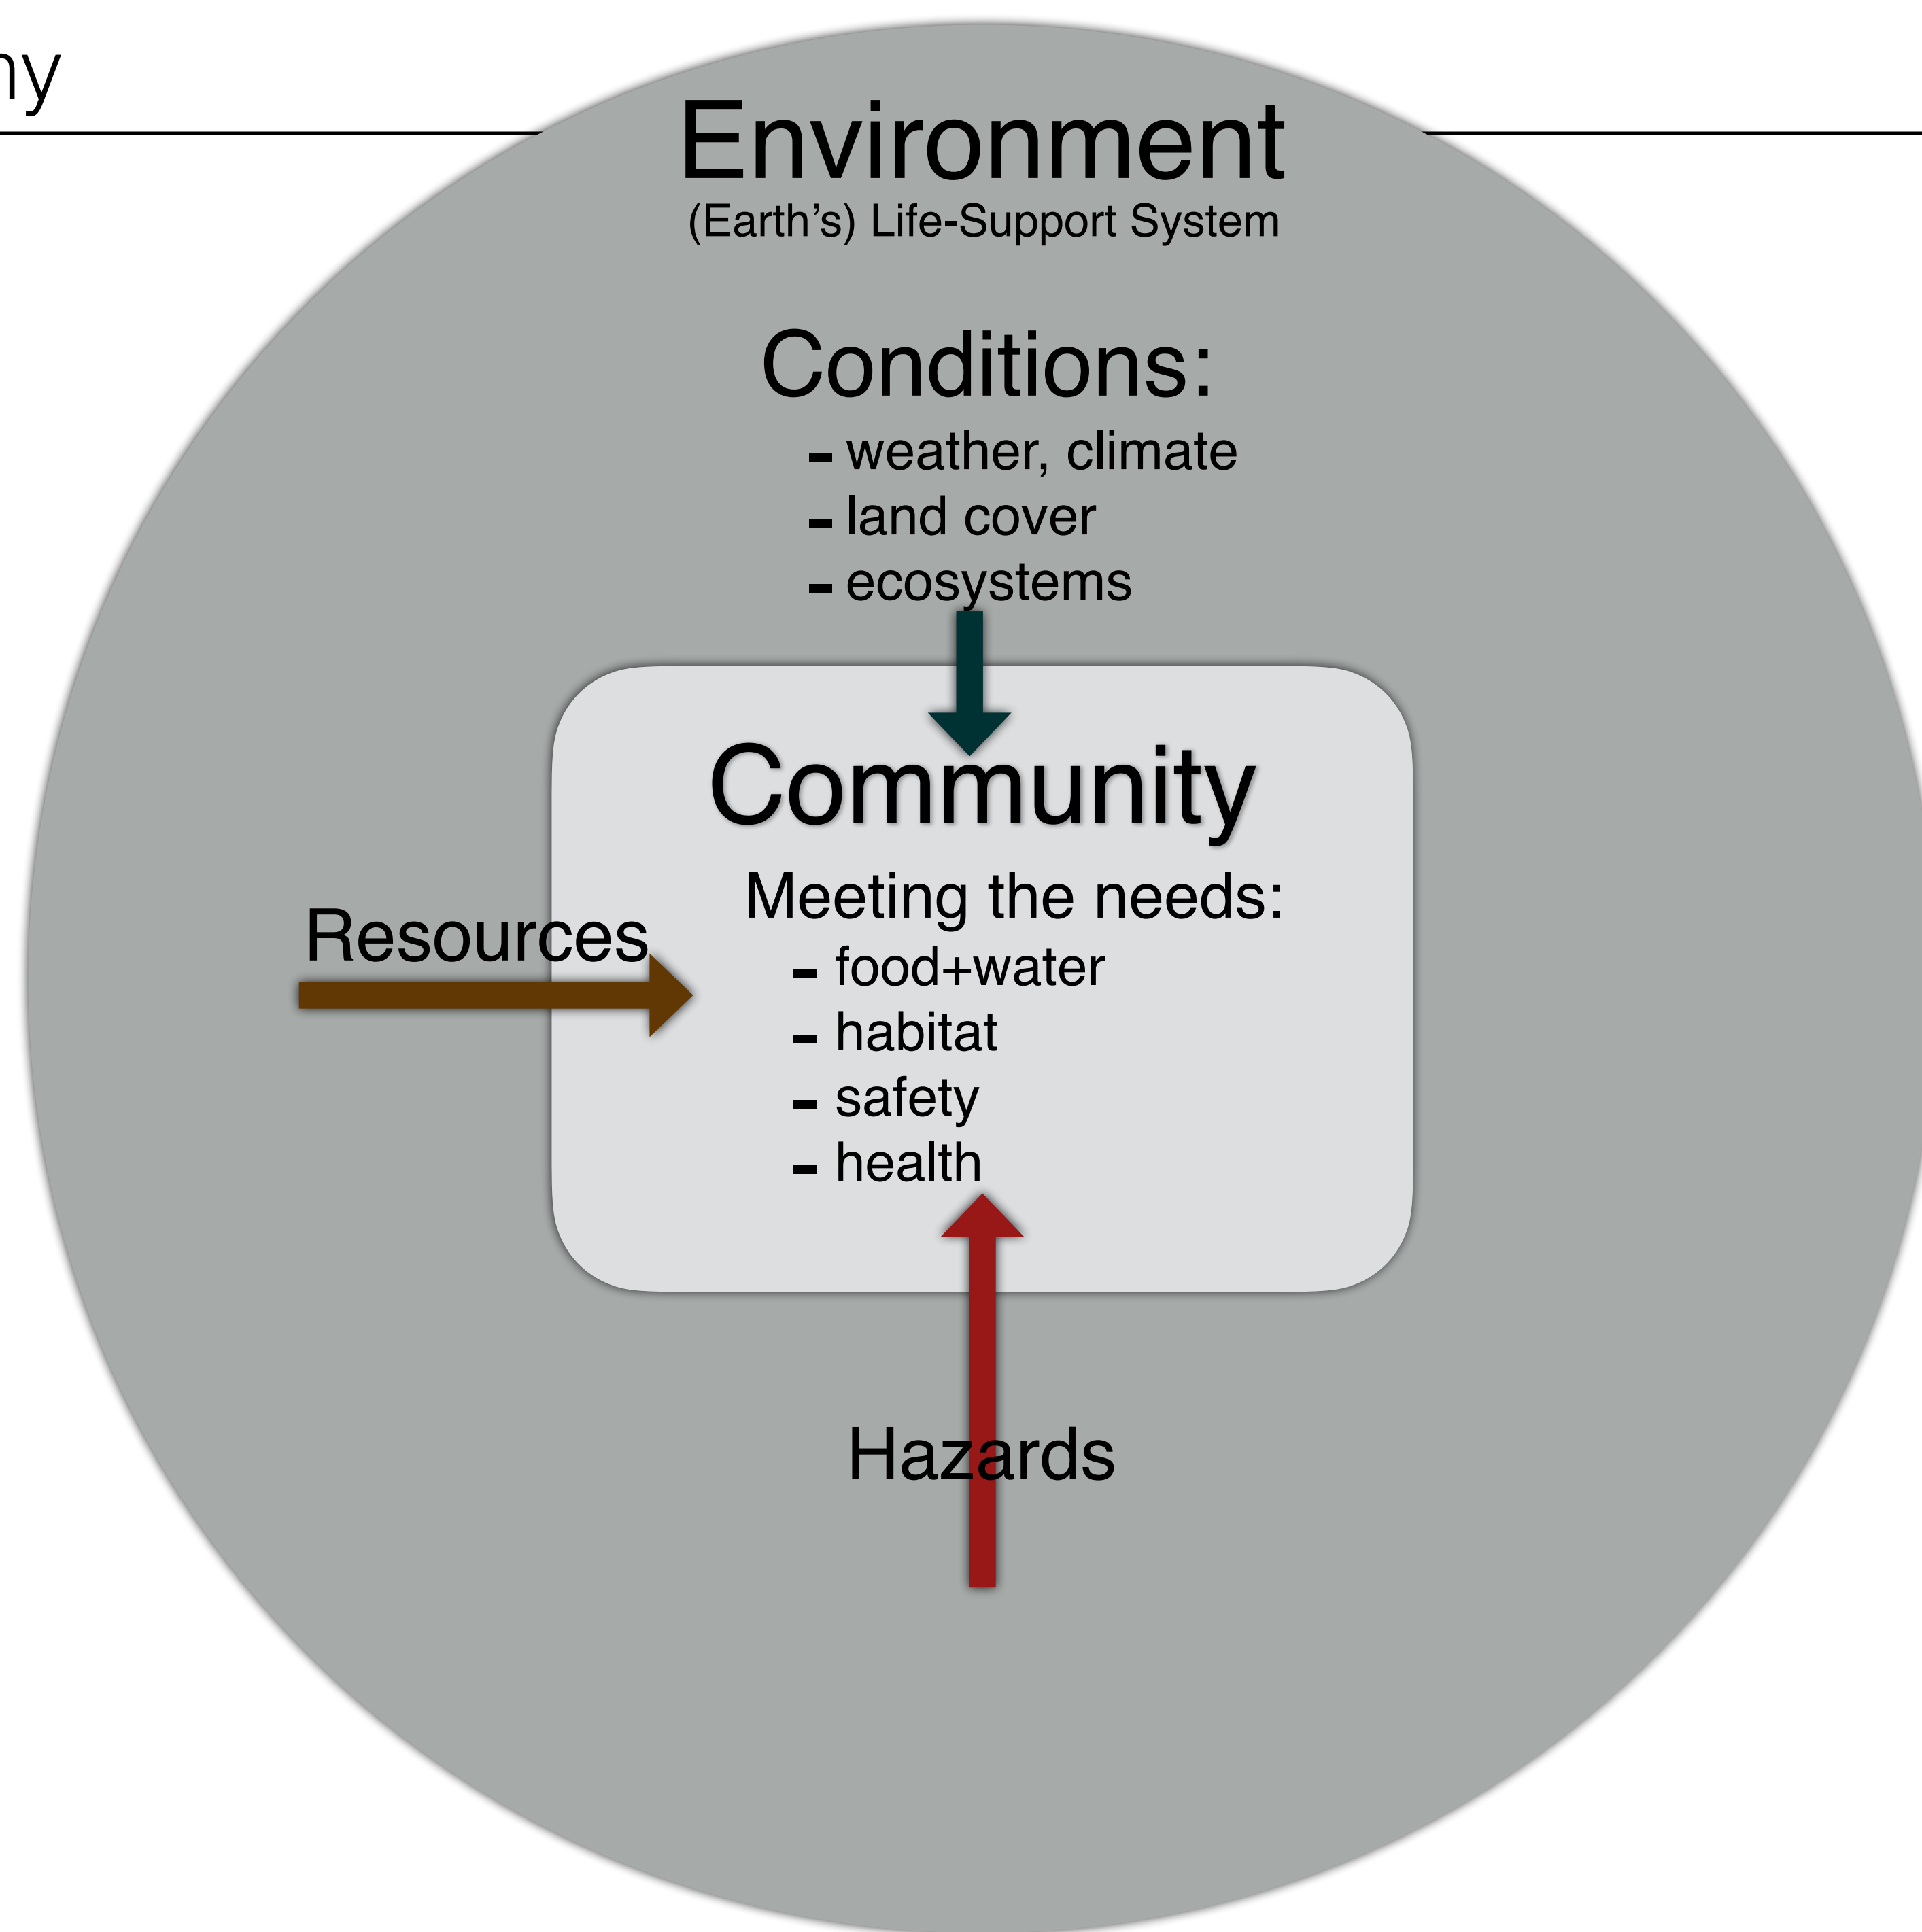 Environment
(Earth's) Life-Support System
Conditions:
- weather, climate
- land cover
- ecosystems
Community
Meeting the needs:
Resources
- food+water
- habitat
- safety
- health
Hazards